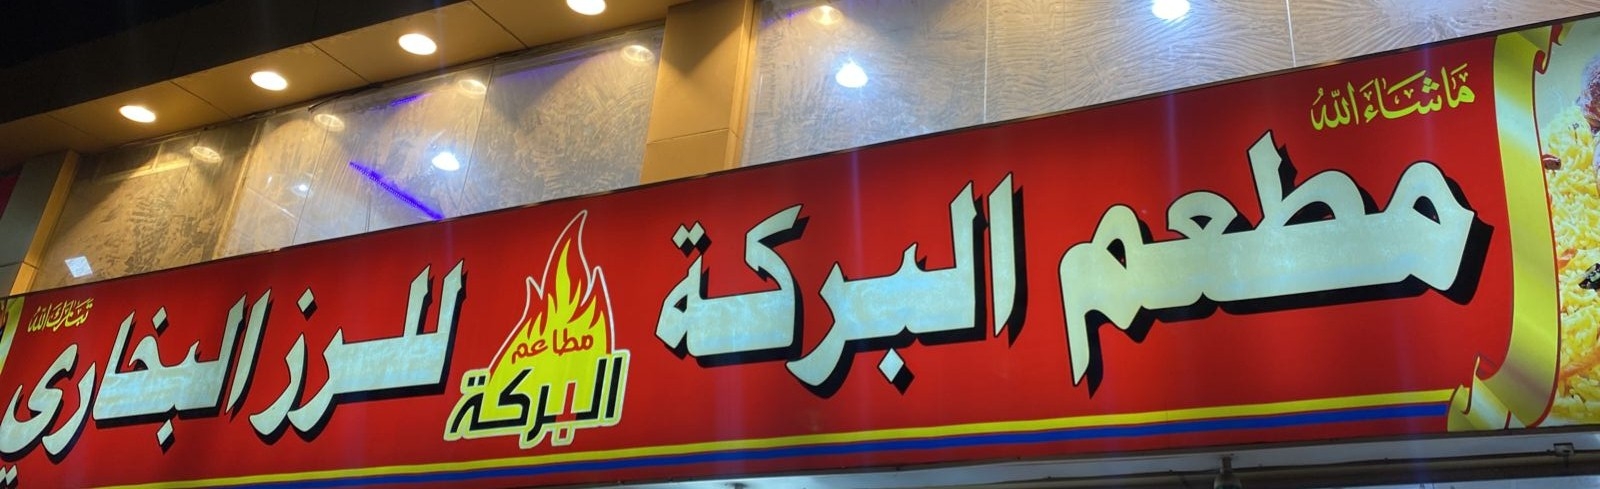 ما شاء الله
مطعم البركة
مطاعم
البركة
للرز البخاري
تبارك الله